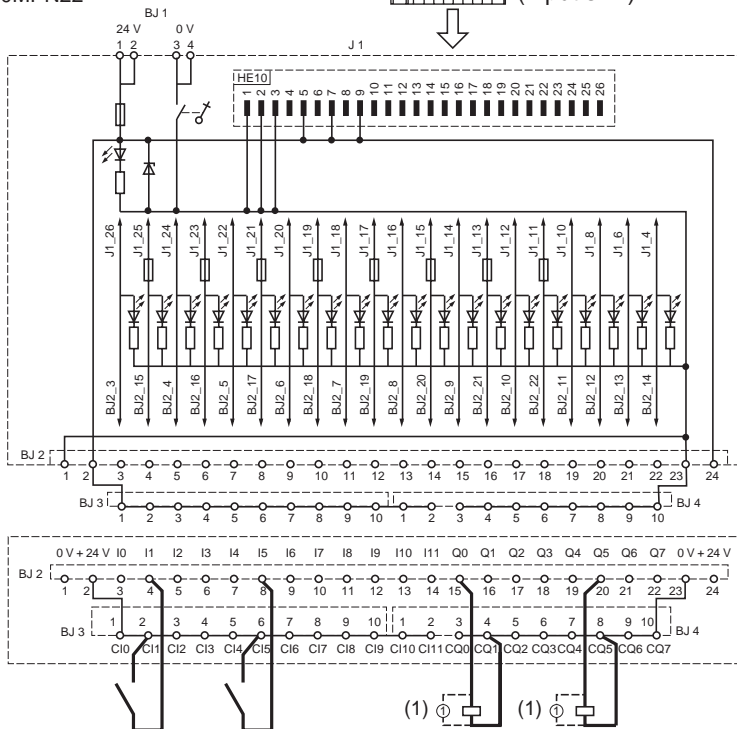 BJ 1
24 V 0 V
1 2 3 4 J 1
HE10
1 2 3 4 5 6 7 8 9 10 11 12 13 14 15 16 17 18 19 20 21 22 23 24 25 26
J1_26 J1_25 J1_24 J1_23 J1_22 J1_21 J1_20 J1_19 J1_18 J1_17 J1_16 J1_15 J1_14 J1_13 J1_12 J1_11 J1_10 J1_8 J1_6 J1_4
BJ2_3 BJ2_15 BJ2_4 BJ2_16 BJ2_5 BJ2_17 BJ2_6 BJ2_18 BJ2_7 BJ2_19 BJ2_8 BJ2_20 BJ2_9 BJ2_21 BJ2_10 BJ2_22 BJ2_11 BJ2_12 BJ2_13 BJ2_14
BJ 2
1 2 3 4 5 6 7 8 9 10 11 12 13 14 15 16 17 18 19 20 21 22 23 24
BJ 3 BJ 4
1 2 3 4 5 6 7 8 9 10 1 2 3 4 5 6 7 8 9 10
0 V + 24 V I0 I1 I2 I3 I4 I5 I6 I7 I8 I9 I10 I11 Q0 Q1 Q2 Q3 Q4 Q5 Q6 Q7 0 V + 24 V
BJ 2
1 2 3 4 5 6 7 8 9 10 11 12 13 14 15 16 17 18 19 20 21 22 23 24
1 2 3 4 5 6 7 8 9 10 1 2 3 4 5 6 7 8 9 10
BJ 3 BJ 4
CI0 CI1 CI2 CI3 CI4 CI5 CI6 CI7 CI8 CI9 CI10 CI11 CQ0 CQ1 CQ2 CQ3 CQ4 CQ5 CQ6 CQ7
(1) ① (1) ①